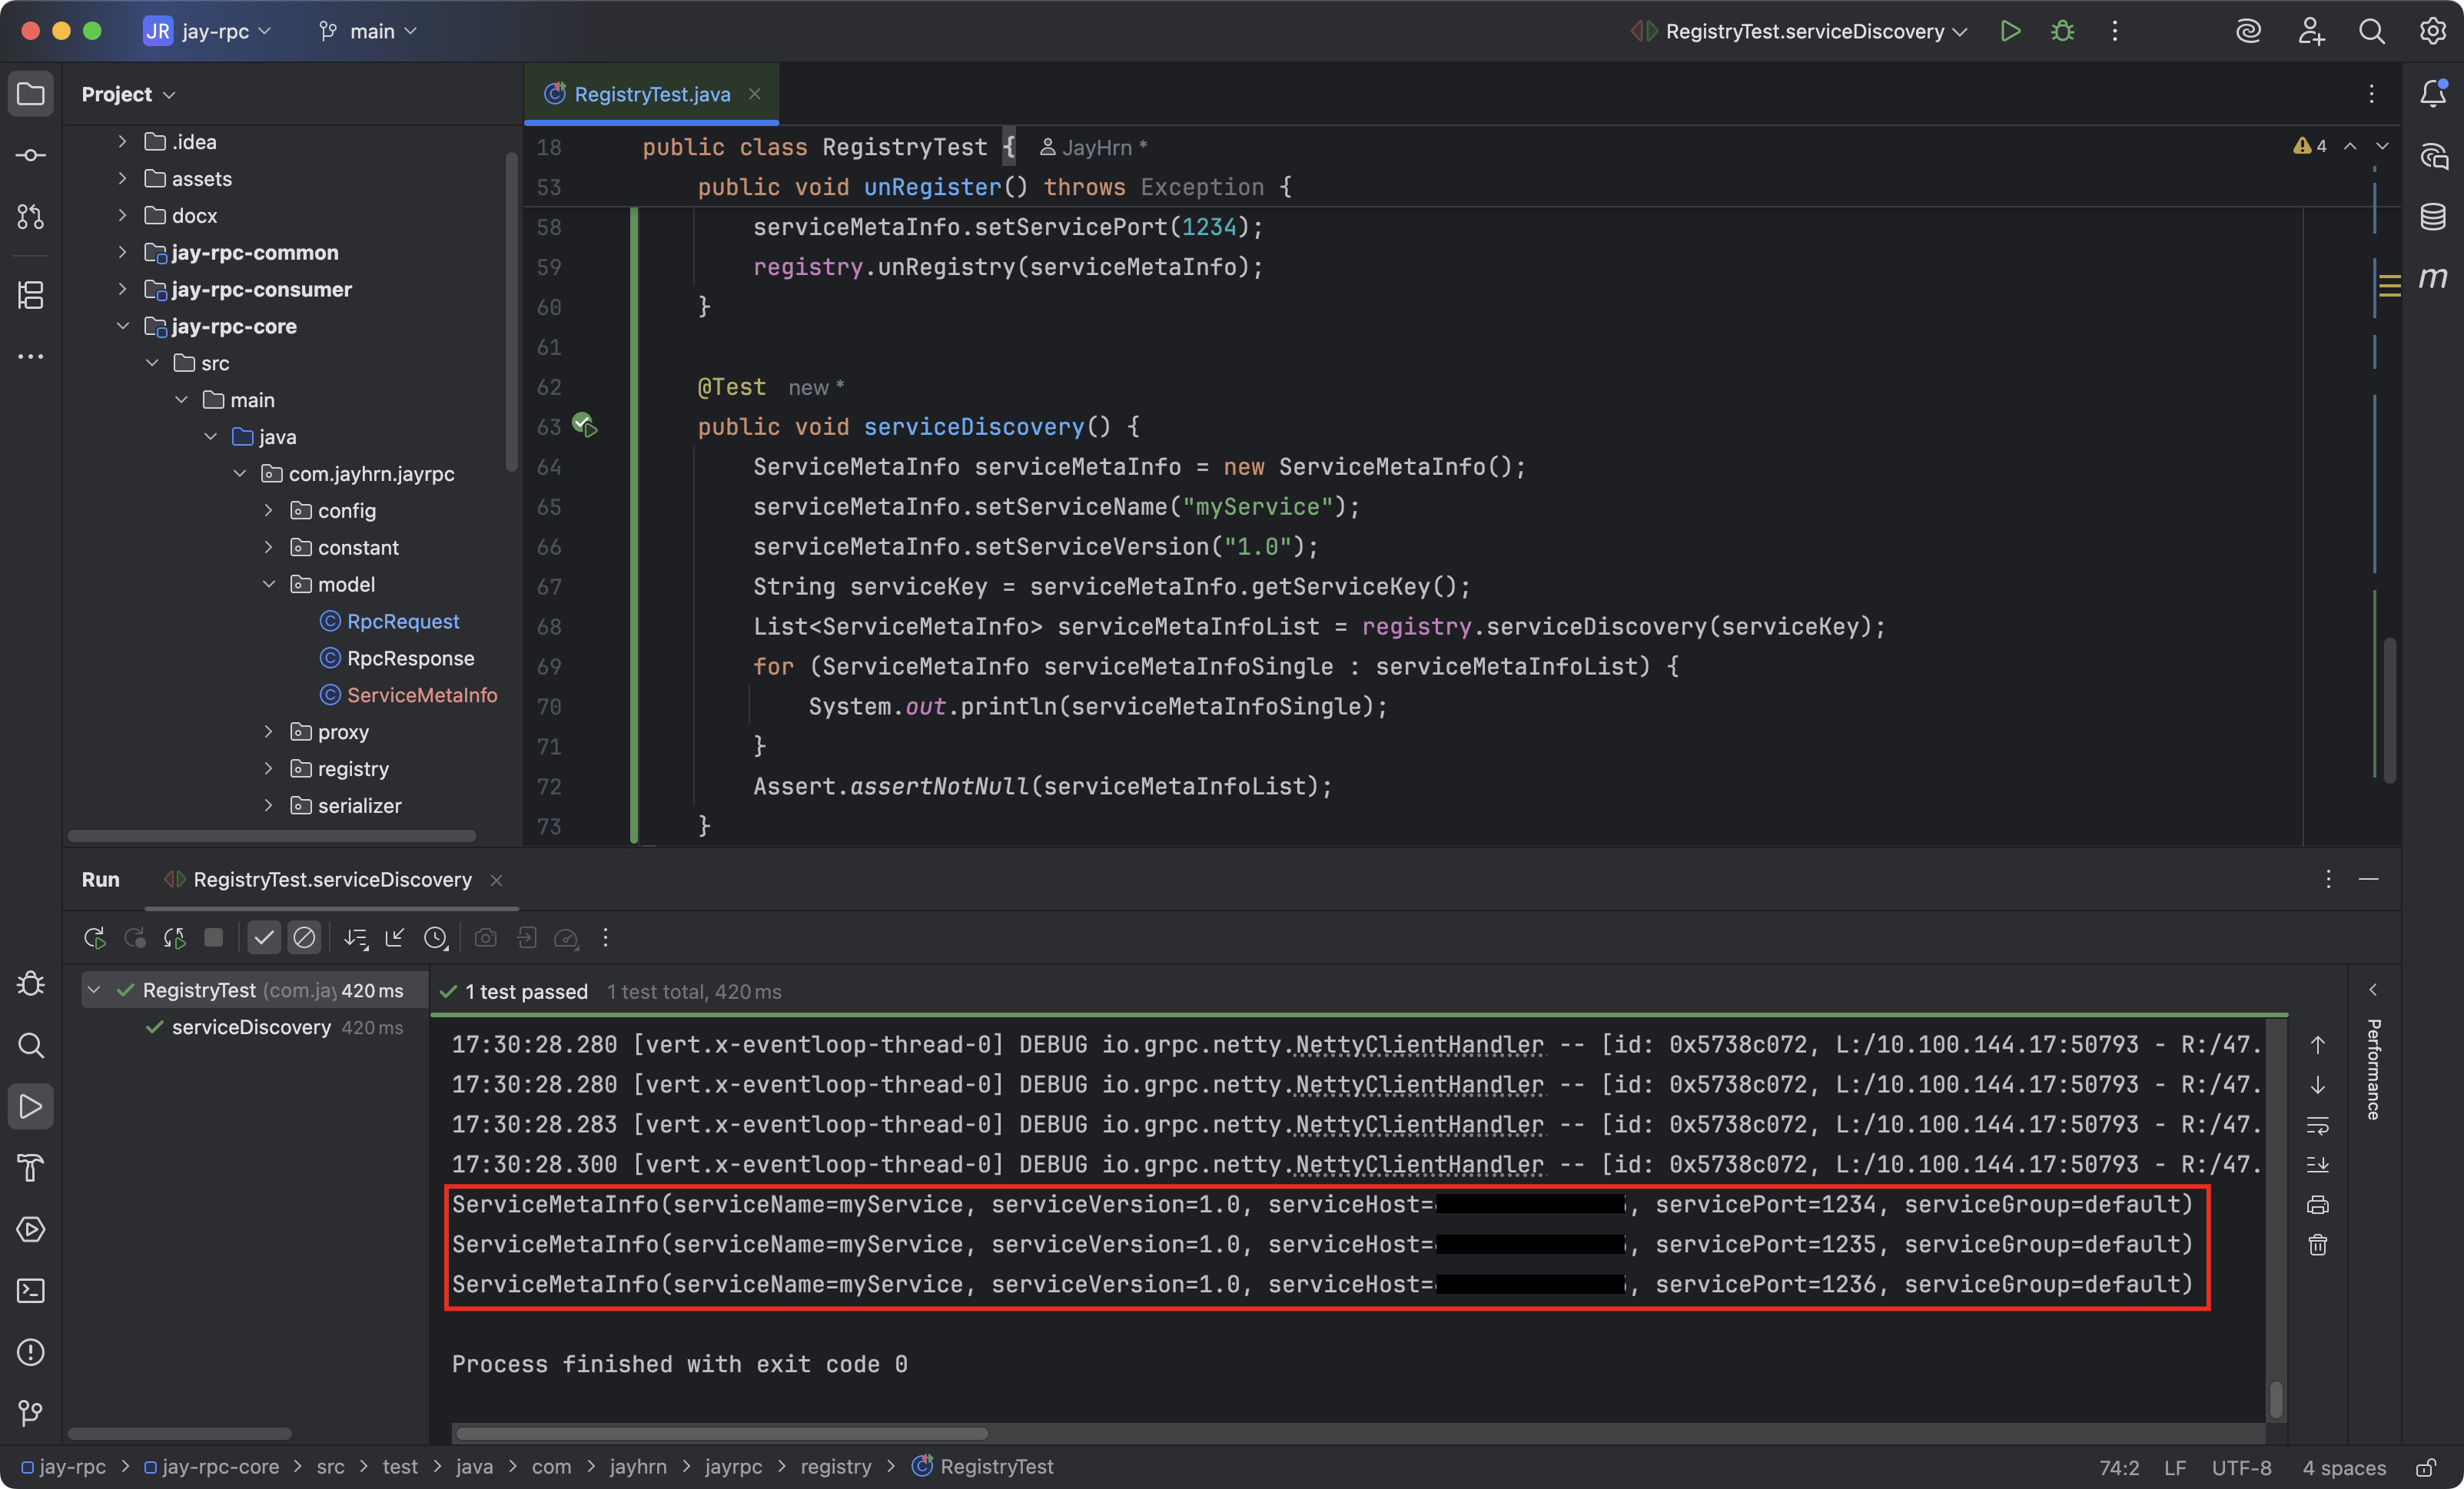 JR jay-rpc main RegistryTest.serviceDiscovery
Project
RegistryTest.java
.idea
assets
docx
jay-rpc-common
jay-rpc-consumer
jay-rpc-core
src
main
java
com.jayhrn.jayrpc
config
constant
model
RpcRequest
RpcResponse
ServiceMetaInfo
proxy
registry
serializer
18 public class RegistryTest { JayHrn *
4
53 public void unRegister() throws Exception {
58 serviceMetaInfo.setServicePort(1234);
59 registry.unRegistry(serviceMetaInfo);
60 }
61
62 @Test new *
63 public void serviceDiscovery() {
64 ServiceMetaInfo serviceMetaInfo = new ServiceMetaInfo();
65 serviceMetaInfo.setServiceName("myService");
66 serviceMetaInfo.setServiceVersion("1.0");
67 String serviceKey = serviceMetaInfo.getServiceKey();
68 List<ServiceMetaInfo> serviceMetaInfoList = registry.serviceDiscovery(serviceKey);
69 for (ServiceMetaInfo serviceMetaInfoSingle : serviceMetaInfoList) {
70 System.out.println(serviceMetaInfoSingle);
71 }
72 Assert.assertNotNull(serviceMetaInfoList);
73 }
m
Run RegistryTest.serviceDiscovery
RegistryTest (com.jay 420 ms
serviceDiscovery 420 ms
1 test passed 1 test total, 420 ms
17:30:28.280 [vert.x-eventloop-thread-0] DEBUG io.grpc.netty.NettyClientHandler -- [id: 0x5738c072, L:/10.100.144.17:50793 - R:/47.
17:30:28.280 [vert.x-eventloop-thread-0] DEBUG io.grpc.netty.NettyClientHandler -- [id: 0x5738c072, L:/10.100.144.17:50793 - R:/47.
17:30:28.283 [vert.x-eventloop-thread-0] DEBUG io.grpc.netty.NettyClientHandler -- [id: 0x5738c072, L:/10.100.144.17:50793 - R:/47.
17:30:28.300 [vert.x-eventloop-thread-0] DEBUG io.grpc.netty.NettyClientHandler -- [id: 0x5738c072, L:/10.100.144.17:50793 - R:/47.
ServiceMetaInfo(serviceName=myService, serviceVersion=1.0, serviceHost= , servicePort=1234, serviceGroup=default)
ServiceMetaInfo(serviceName=myService, serviceVersion=1.0, serviceHost= , servicePort=1235, serviceGroup=default)
ServiceMetaInfo(serviceName=myService, serviceVersion=1.0, serviceHost= , servicePort=1236, serviceGroup=default)
Process finished with exit code 0
Performance
jay-rpc > jay-rpc-core > src > test > java > com > jayhrn > jayrpc > registry > RegistryTest
74:2 LF UTF-8 4 spaces